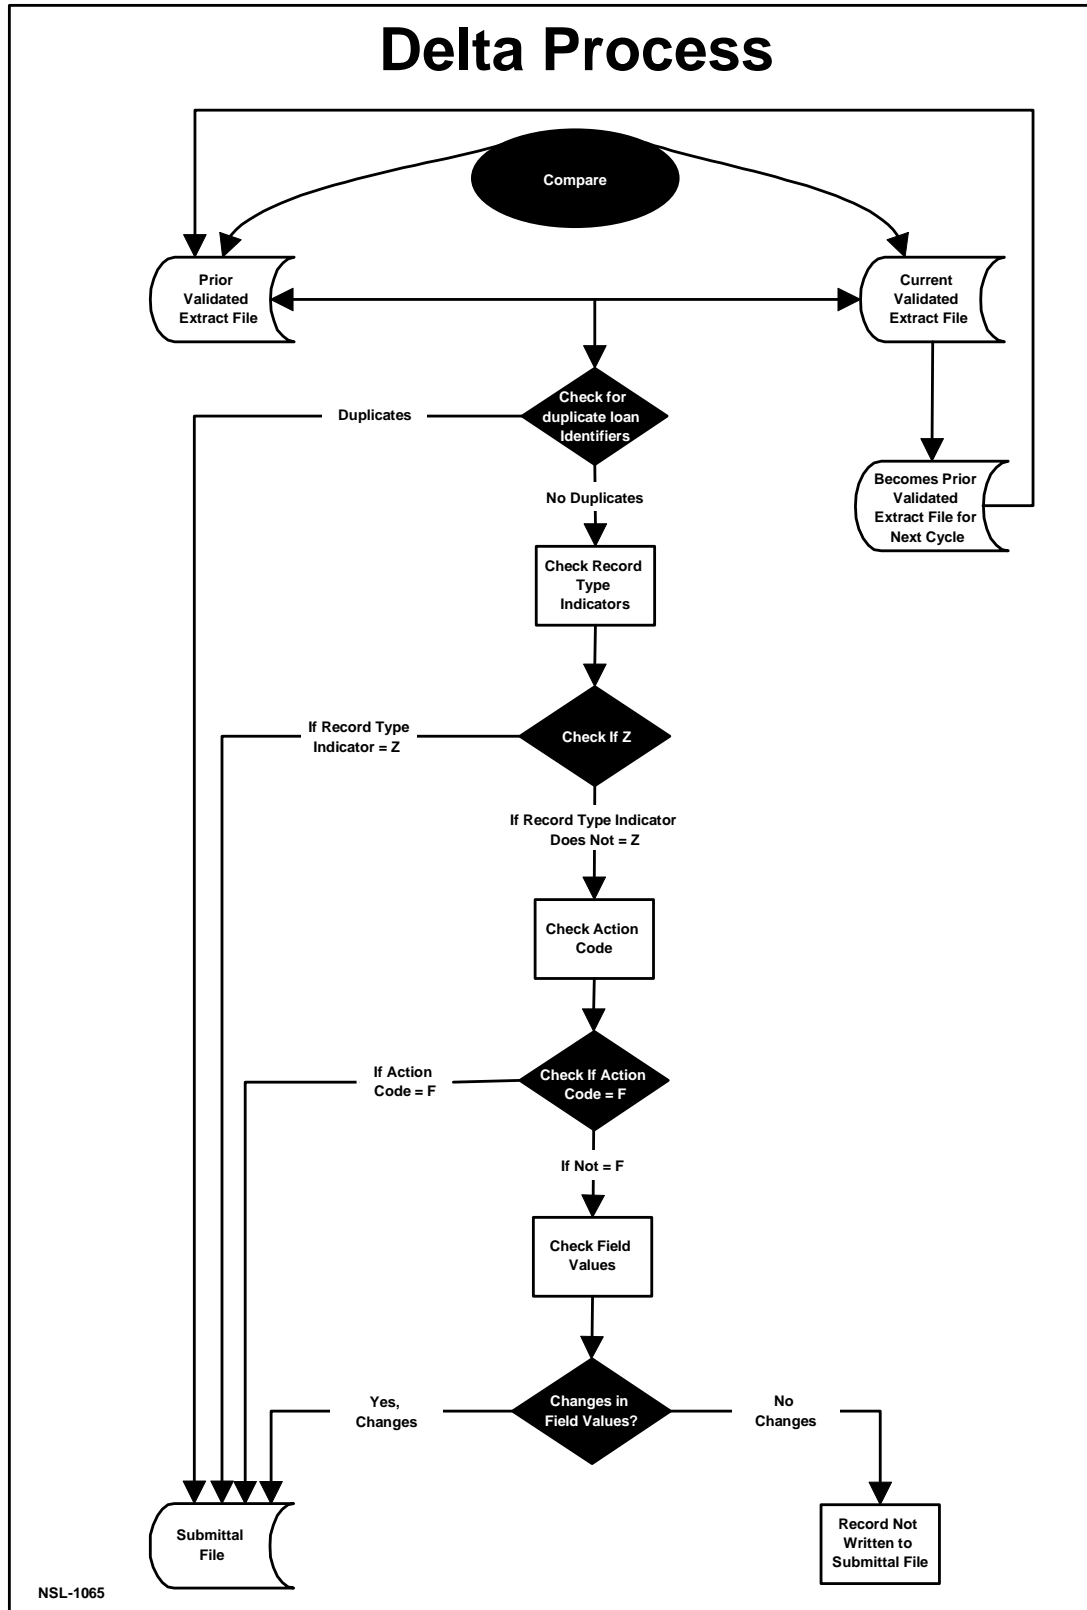 Delta Process
Compare
Prior
Validated
Extract File
Current
Validated
Extract File
Check for
duplicate loan
Identifiers
Duplicates
No Duplicates
Becomes Prior
Validated
Extract File for
Next Cycle
Check Record
Type
Indicators
If Record Type
Indicator = Z
Check If Z
If Record Type Indicator
Does Not = Z
Check Action
Code
If Action
Code = F
Check If Action
Code = F
If Not = F
Check Field
Values
Yes,
Changes
Changes in
Field Values?
No
Changes
Submittal
File
Record Not
Written to
Submittal File
NSL-1065